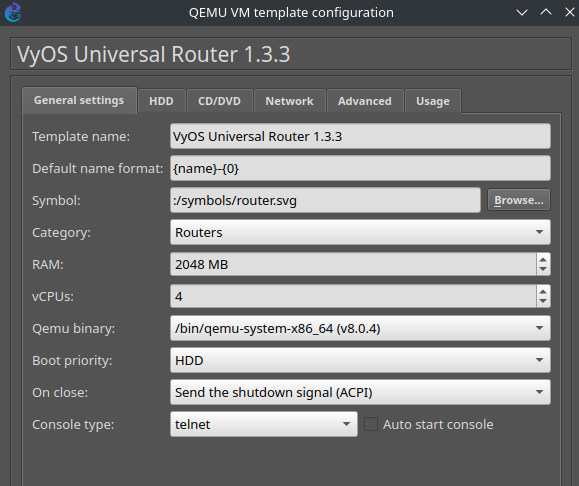 QEMU VM template configuration
VyOS Universal Router 1.3.3
General settings HDD CD/DVD Network Advanced Usage
Template name: VyOS Universal Router 1.3.3
Default name format: {name}-{0}
Symbol: :/symbols/router.svg Browse...
Category: Routers
RAM: 2048 MB
vCPUs: 4
Qemu binary: /bin/qemu-system-x86_64 (v8.0.4)
Boot priority: HDD
On close: Send the shutdown signal (ACPI)
Console type: telnet Auto start console